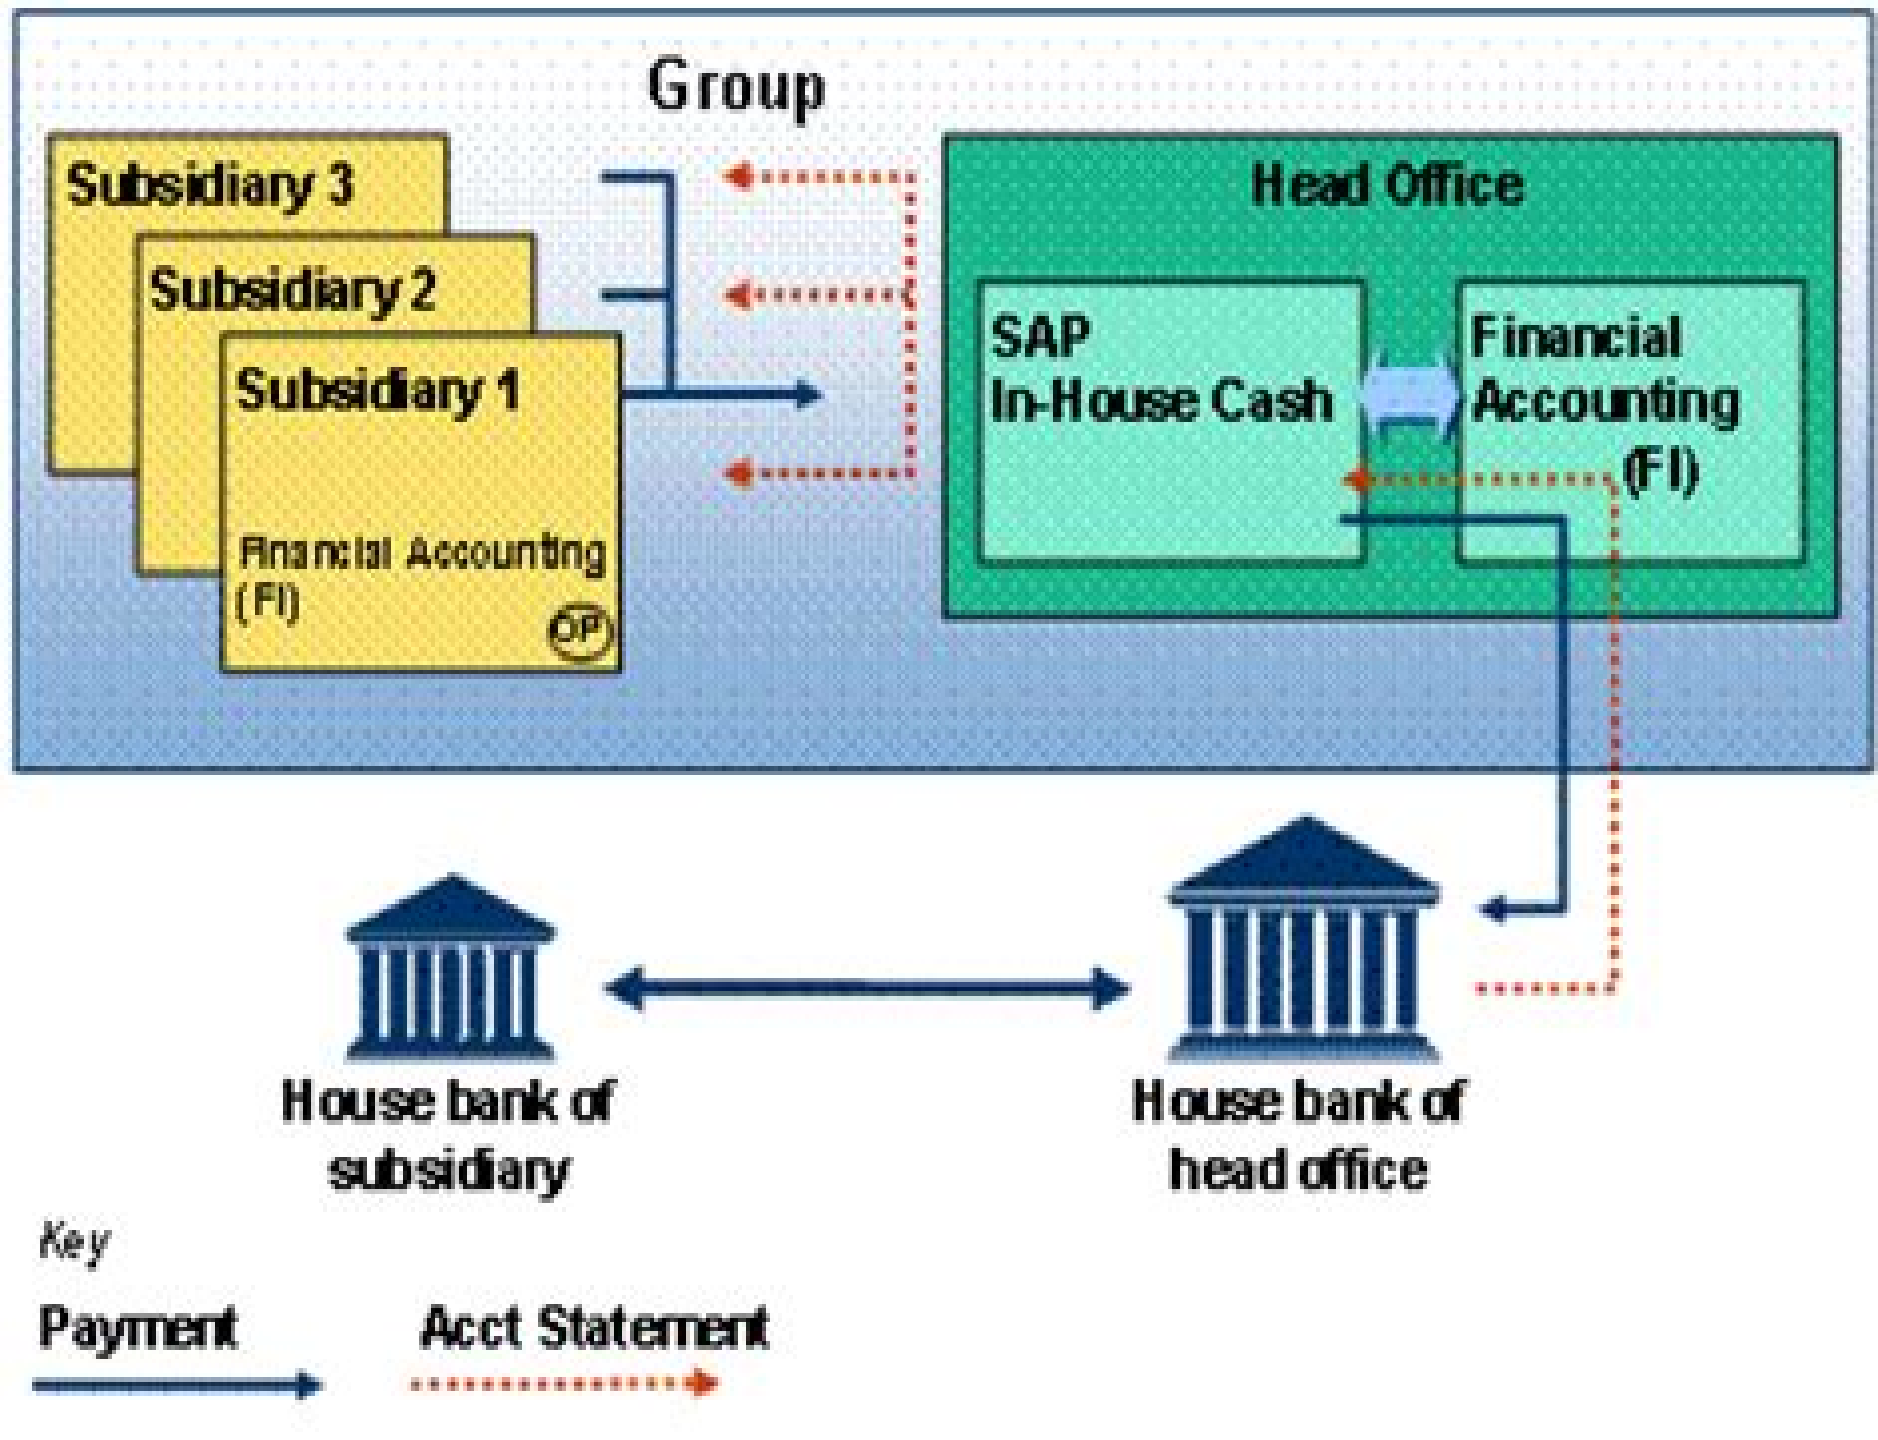 Group
Subsidiary 3
Subsidiary 2
Subsidiary 1
Financial Accounting
(FI)
OP
Head Office
SAP
In-House Cash
Financial
Accounting
(FI)
House bank of
subsidiary
House bank of
head office
Key
Payment
Acct Statement